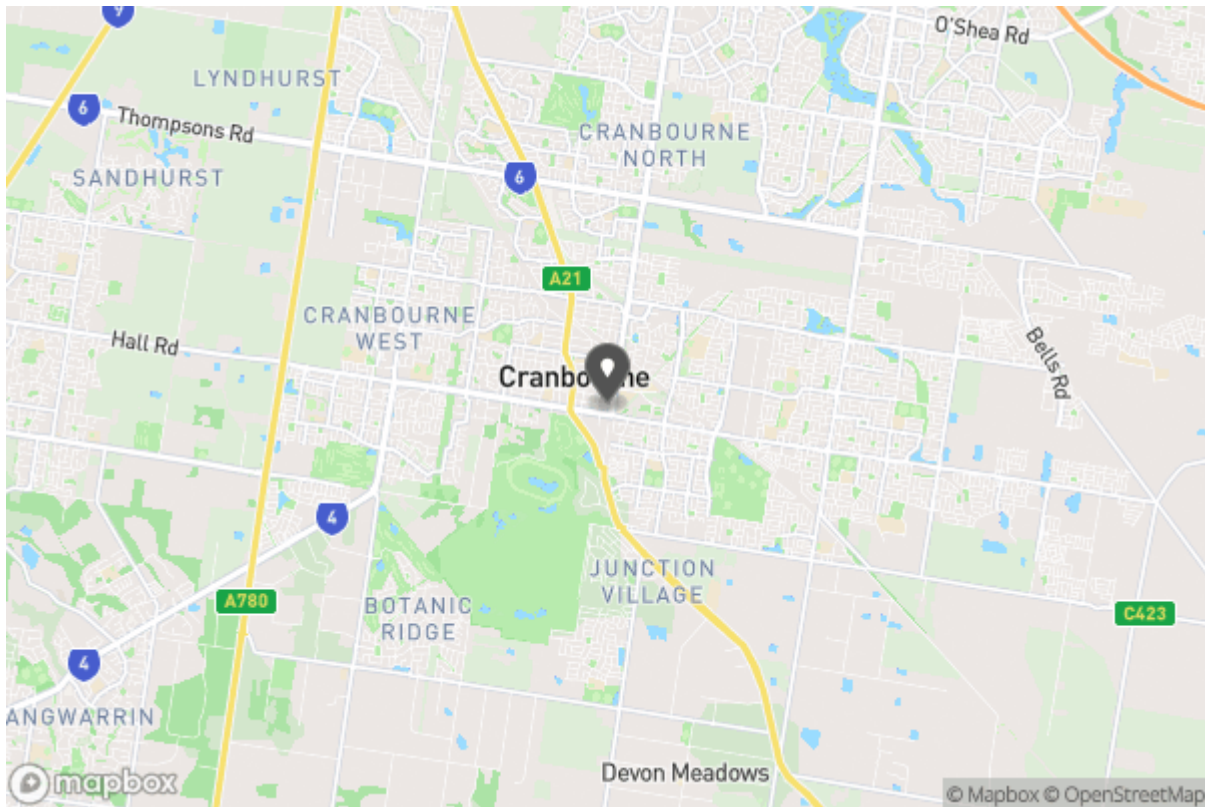 9
O'Shea Rd
LYNDHURST
6
Thompsons Rd
CRANBOURNE
NORTH
SANDHURST
6
A21
CRANBOURNE
WEST
Hall Rd
Bells Rd
4
JUNCTION
VILLAGE
A780
BOTANIC
RIDGE
C423
4
ANGWARRIN
Devon Meadows
mapbox
© Mapbox © OpenStreetMap